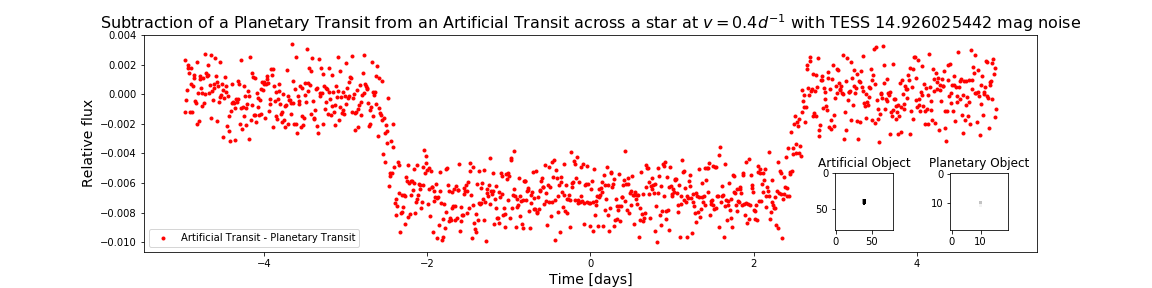 Subtraction of a Planetary Transit from an Artificial Transit across a star at v = 0.4d⁻¹ with TESS 14.926025442 mag noise
0.004
0.002
0.000
−0.002
−0.004
−0.006
−0.008
−0.010
Relative flux
Artificial Transit - Planetary Transit
Artificial Object
0
50
0 50
Planetary Object
0
10
0 10
−4 −2 0 2 4
Time [days]